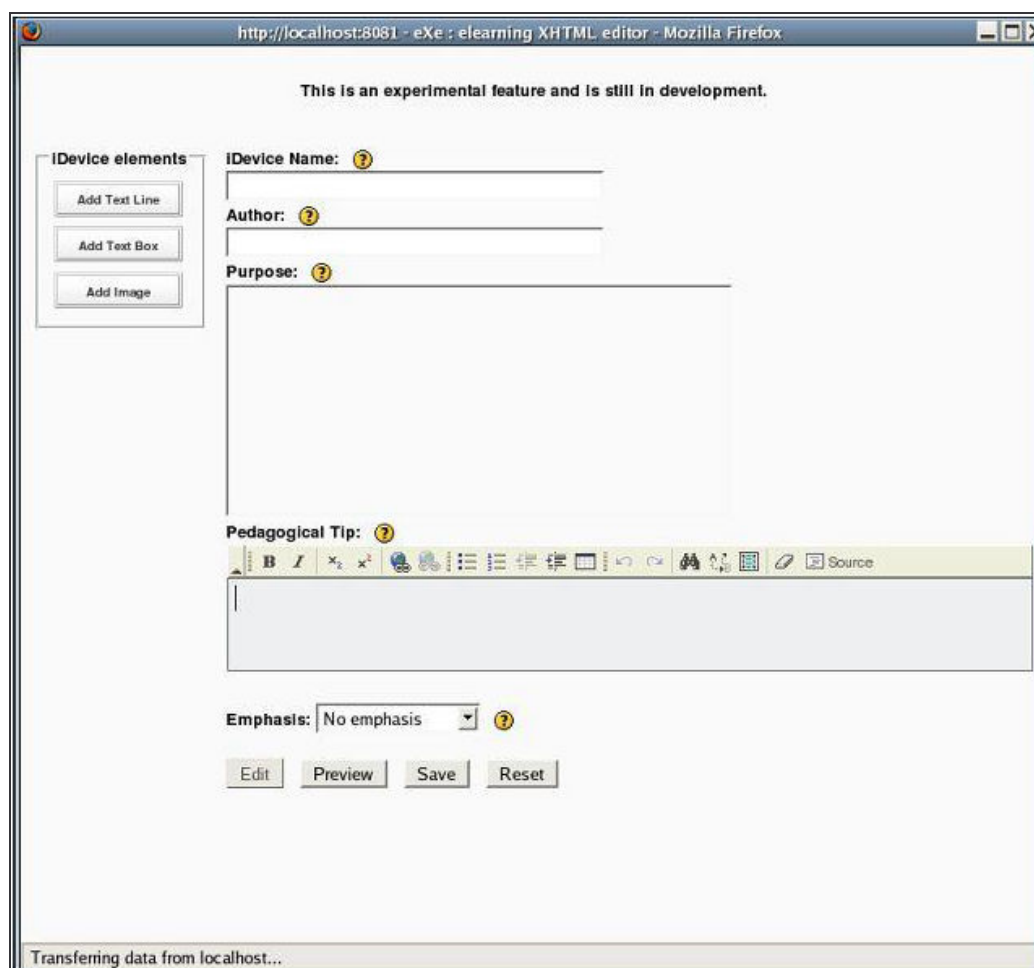 http://localhost:8081 - eXe : elearning XHTML editor - Mozilla Firefox
This is an experimental feature and is still in development.
iDevice elements
Add Text Line
Add Text Box
Add Image
iDevice Name: ?
Author: ?
Purpose: ?
Pedagogical Tip: ?
B I x₂ x² Source
Emphasis: No emphasis ?
Edit Preview Save Reset
Transferring data from localhost...